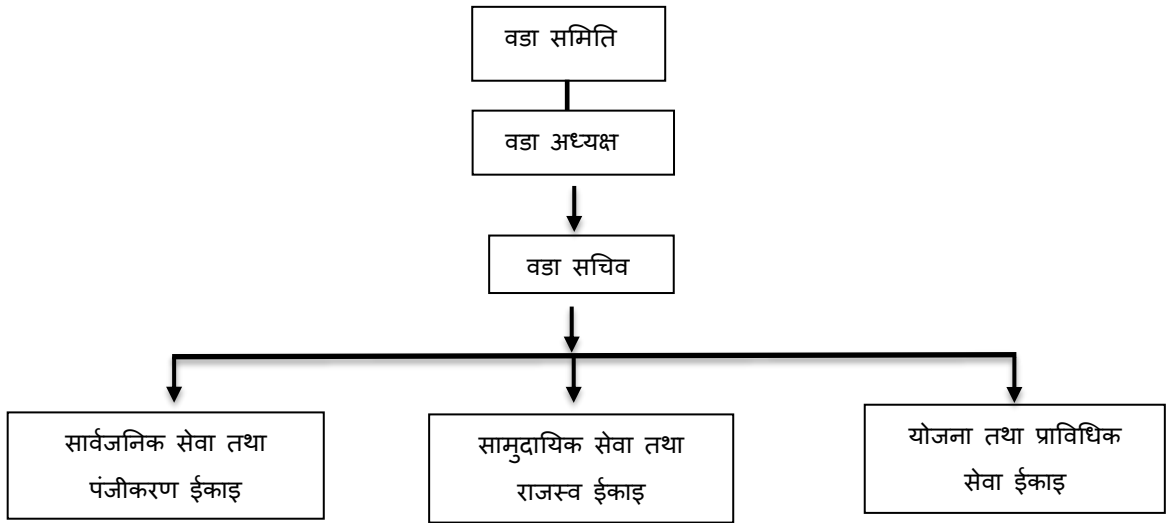 वडा समिति
वडा अध्यक्ष
वडा सचिव
सार्वजनिक सेवा तथा
पंजीकरण ईकाइ
सामुदायिक सेवा तथा
राजस्व ईकाइ
योजना तथा प्राविधिक
सेवा ईकाइ